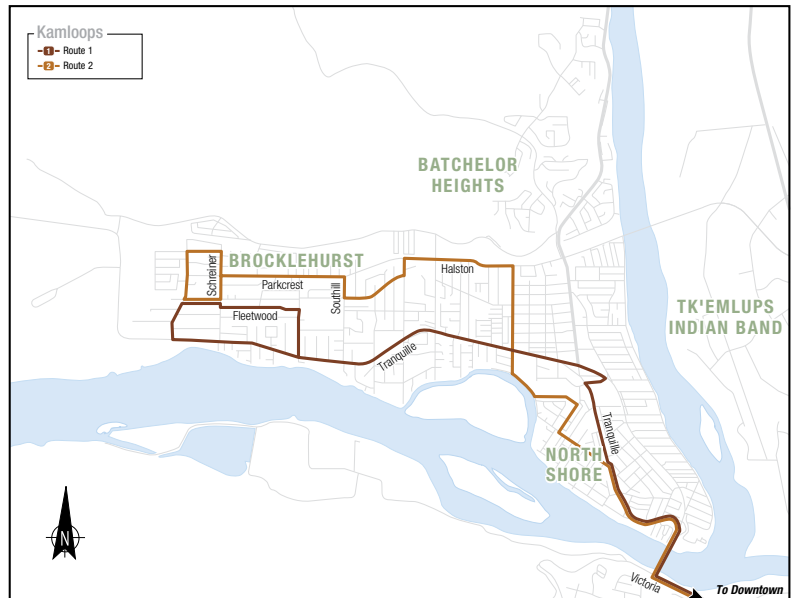 Kamloops
1 Route 1
2 Route 2
BATCHELOR
HEIGHTS
BROCKLEHURST
Schreiner
Parkcrest
Southill
Halston
Fleetwood
TK'EMLUPS
INDIAN BAND
Tranquille
Tranquille
NORTH
SHORE
N
Victoria
To Downtown